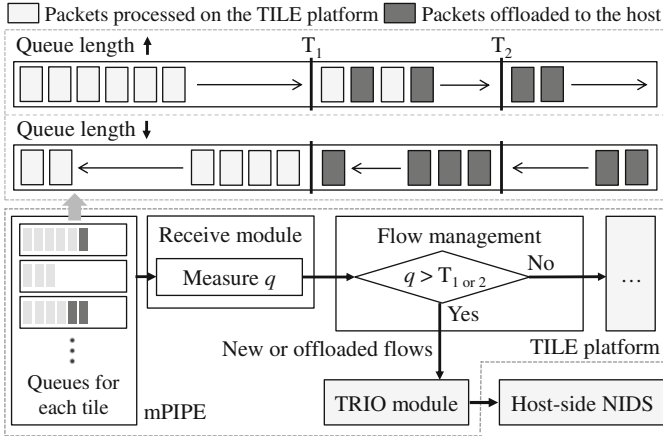 Packets processed on the TILE platform Packets offloaded to the host
Queue length ↑ T1 T2
Queue length ↓
Receive module Flow management
Measure q q > T1 or 2 No ...
Yes
New or offloaded flows TILE platform
Queues for
each tile mPIPE TRIO module Host-side NIDS